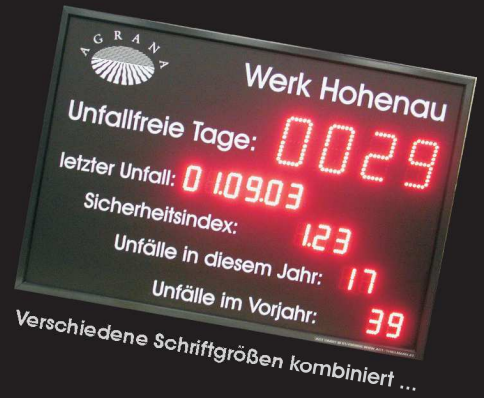 AGRANA
Werk Hohenau
Unfallfreie Tage: 0029
letzter Unfall: 01.09.03
Sicherheitsindex: 1.23
Unfälle in diesem Jahr: 17
Unfälle im Vorjahr: 39
Verschiedene Schriftgrößen kombiniert ...